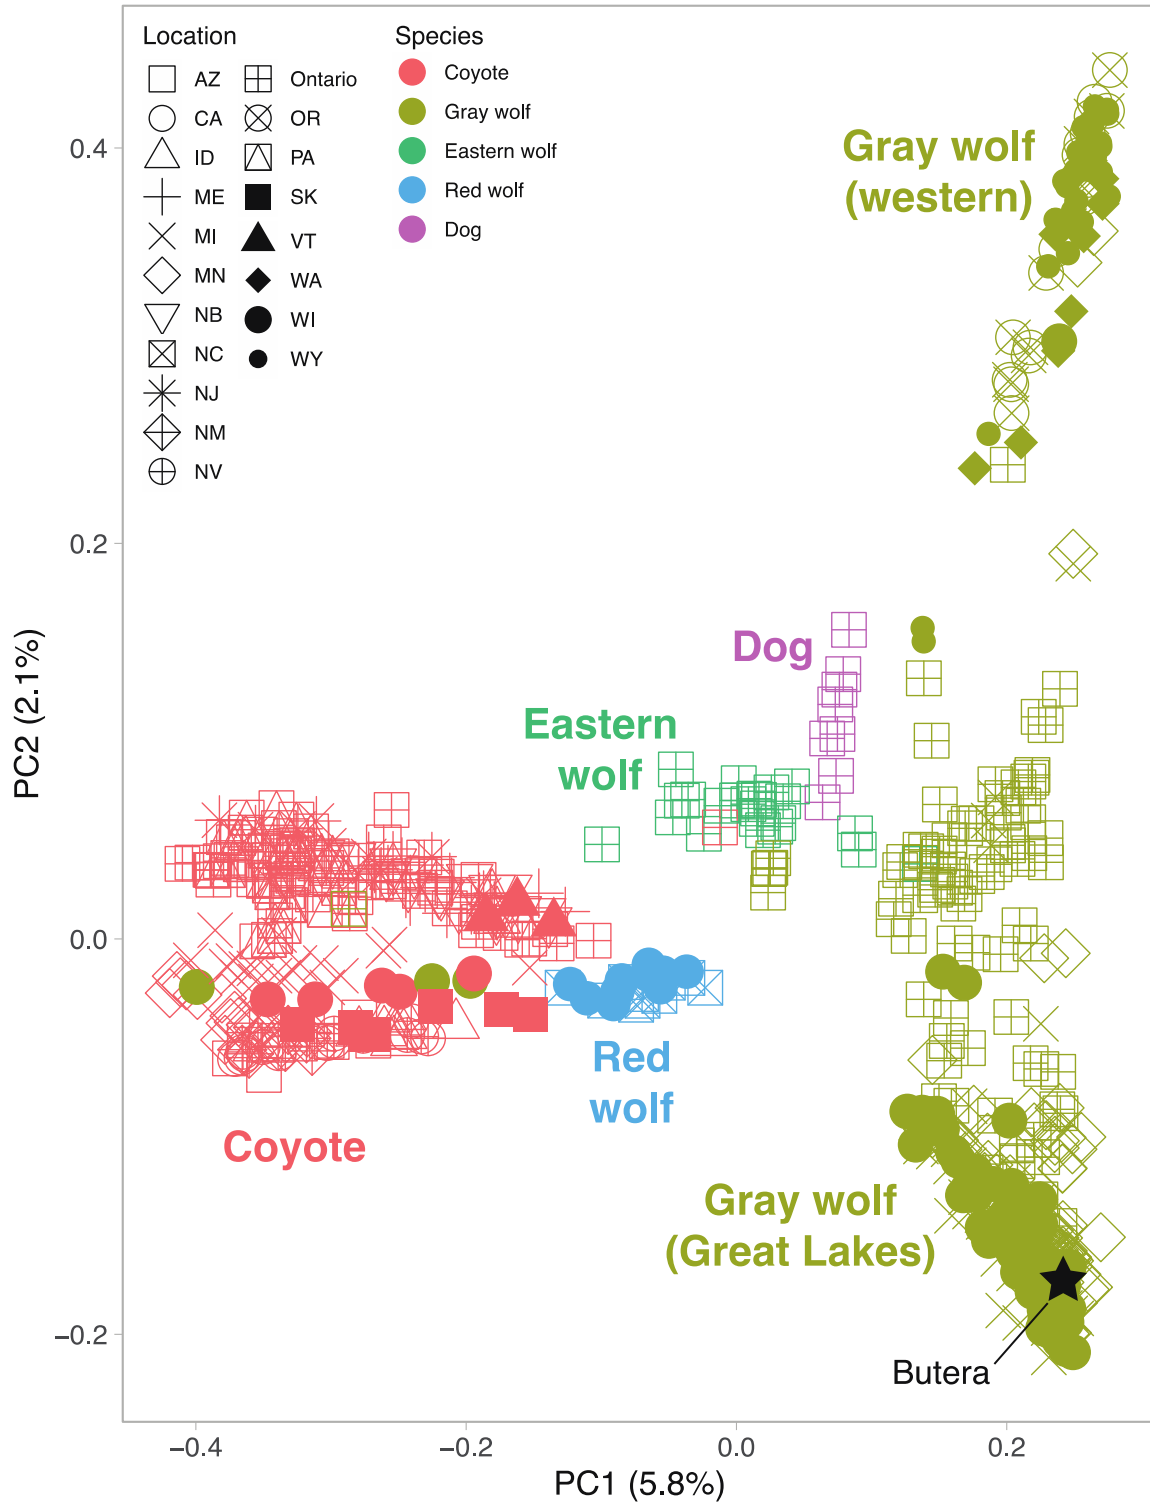 Location
AZ
CA
ID
ME
MI
MN
NB
NC
NJ
NM
NV
Ontario
OR
PA
SK
VT
WA
WI
WY
Species
Coyote
Gray wolf
Eastern wolf
Red wolf
Dog
Gray wolf
(western)
Dog
Eastern
wolf
Red
wolf
Coyote
Gray wolf
(Great Lakes)
Butera
PC2 (2.1%)
0.4
0.2
0.0
−0.2
−0.4
−0.2
0.0
0.2
PC1 (5.8%)